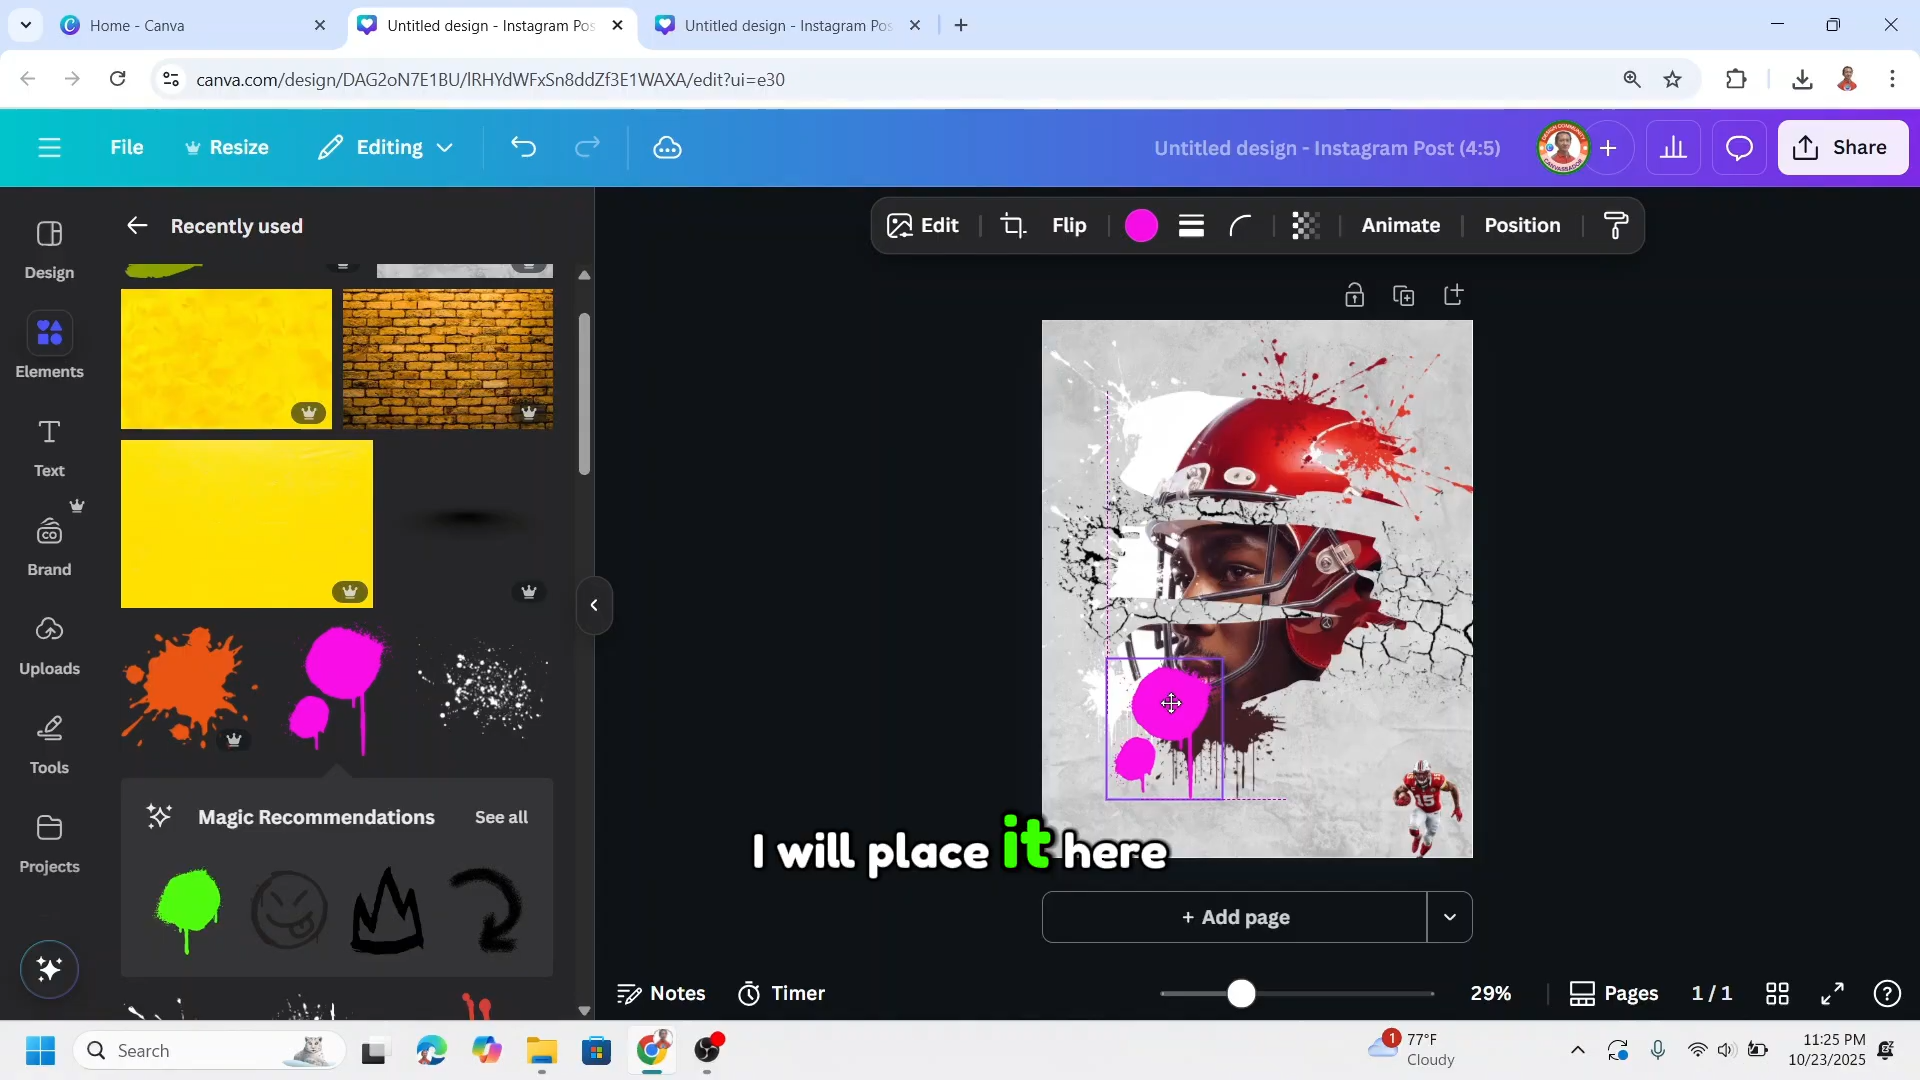 Home - Canva
Untitled design - Instagram Pos
Untitled design - Instagram Pos
canva.com/design/DAG2oN7E1BU/lRHYdWFxSn8ddZf3E1WAXA/edit?ui=e30
File
Resize
Editing
Untitled design - Instagram Post (4:5)
Share
Design
Elements
Text
Brand
Uploads
Tools
Projects
Recently used
Magic Recommendations
See all
Edit
Flip
Animate
Position
15
I will place it here
+ Add page
Notes
Timer
29%
Pages
1 / 1
Search
1
77°F
Cloudy
11:25 PM
10/23/2025